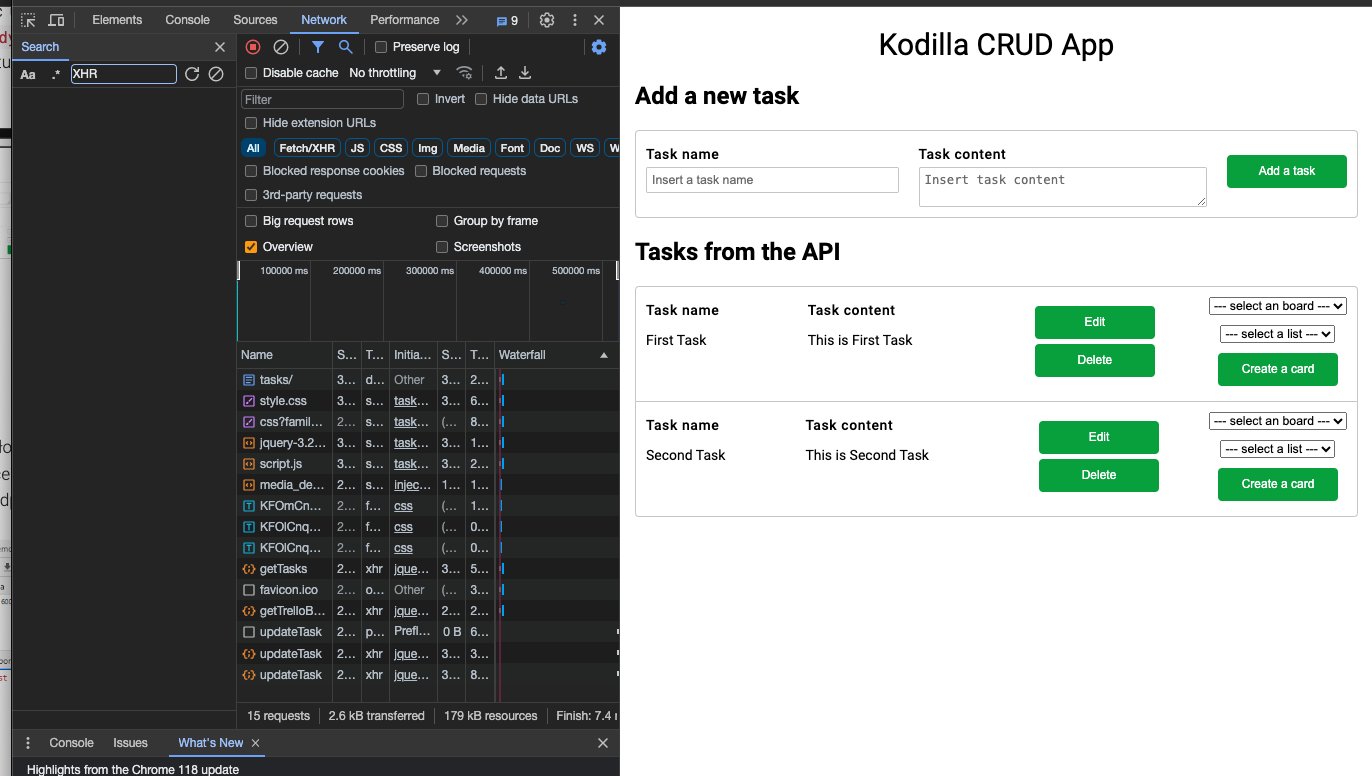 Elements Console Sources Network Performance 9
Search
Preserve log
Aa .* XHR
Disable cache No throttling
Filter Invert Hide data URLs
Hide extension URLs
All Fetch/XHR JS CSS Img Media Font Doc WS
Blocked response cookies Blocked requests
3rd-party requests
Big request rows Group by frame
Overview Screenshots
100000 ms 200000 ms 300000 ms 400000 ms 500000 ms
Name S... T... Initia... S... T... Waterfall
tasks/ 3... d... Other 3... 2...
style.css 3... s... task... 3... 6...
css?famil... 2... s... task... (... 8...
jquery-3.2... 3... s... task... 3... 1...
script.js 3... s... task... 3... 2...
media_de... 2... s... injec... 1... 1...
KFOmCn... 2... f... css (... 1...
KFOlCnq... 2... f... css (... 0...
KFOlCnq... 2... f... css (... 0...
getTasks 2... xhr jque... 3... 5...
favicon.ico 2... o... Other (... 3...
getTrelloB... 2... xhr jque... 2... 2...
updateTask 2... p... Prefl... 0 B 6...
updateTask 2... xhr jque... 3... 3...
updateTask 2... xhr jque... 3... 8...
15 requests 2.6 kB transferred 179 kB resources Finish: 7.4
Console Issues What's New
Highlights from the Chrome 118 update
Kodilla CRUD App
Add a new task
Task name Task content
Insert a task name Insert task content Add a task
Tasks from the API
Task name Task content Edit --- select an board ---
First Task This is First Task Delete --- select a list ---
Create a card
Task name Task content Edit --- select an board ---
Second Task This is Second Task Delete --- select a list ---
Create a card